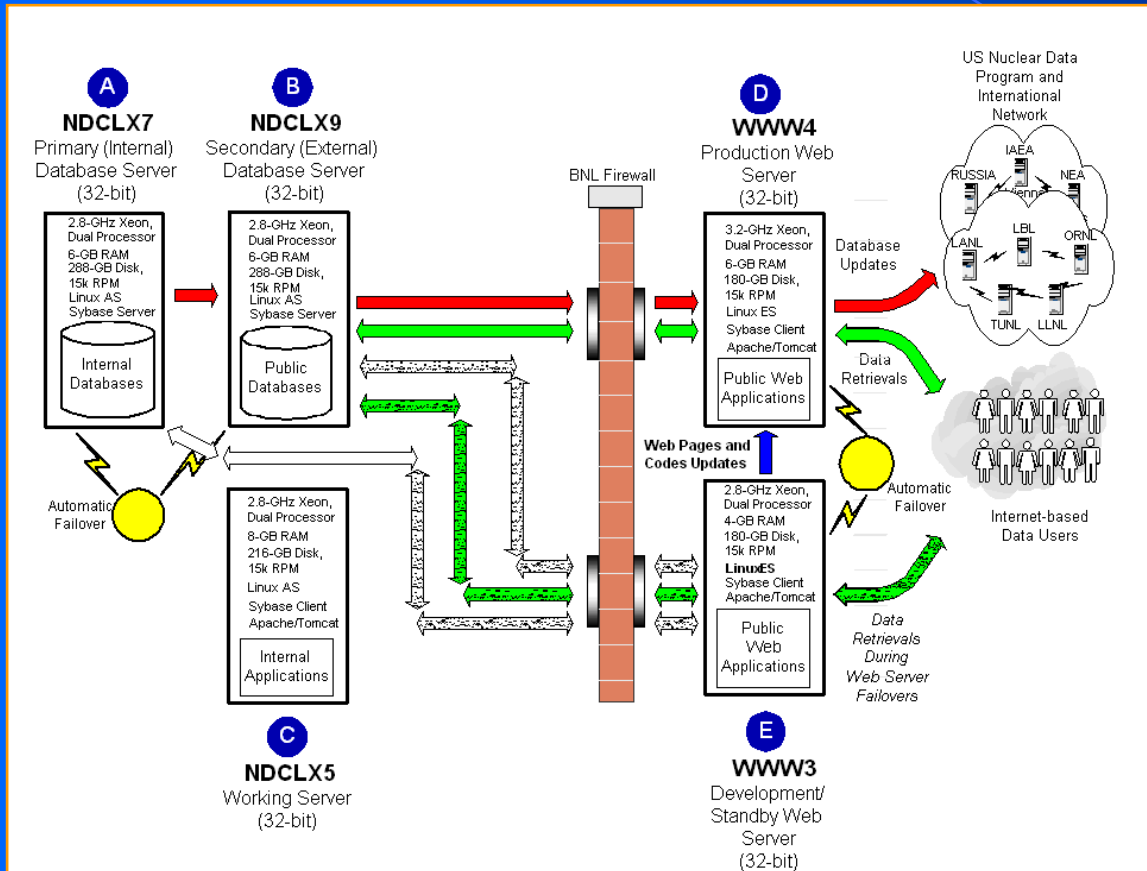 A
NDCLX7
Primary (Internal)
Database Server
(32-bit)
2.8-GHz Xeon,
Dual Processor
6-GB RAM
288-GB Disk,
15k RPM
Linux AS
Sybase Server
Internal
Databases
Automatic
Failover
B
NDCLX9
Secondary (External)
Database Server
(32-bit)
2.8-GHz Xeon,
Dual Processor
6-GB RAM
288-GB Disk,
15k RPM
Linux AS
Sybase Server
Public
Databases
2.8-GHz Xeon,
Dual Processor
8-GB RAM
216-GB Disk,
15k RPM
Linux AS
Sybase Client
Apache/Tomcat
Internal
Applications
C
NDCLX5
Working Server
(32-bit)
BNL Firewall
D
WWW4
Production Web
Server
(32-bit)
3.2-GHz Xeon,
Dual Processor
6-GB RAM
180-GB Disk,
15k RPM
Linux ES
Sybase Client
Apache/Tomcat
Public Web
Applications
Web Pages and
Codes Updates
2.8-GHz Xeon,
Dual Processor
4-GB RAM
180-GB Disk,
15k RPM
LinuxES
Sybase Client
Apache/Tomcat
Public
Web
Applications
E
WWW3
Development/
Standby Web
Server
(32-bit)
US Nuclear Data
Program and
International
Network
IAEA
RUSSIA
NEA
LANL
LBL
ORNL
TUNL
LLNL
Database
Updates
Data
Retrievals
Automatic
Failover
Internet-based
Data Users
Data
Retrievals
During
Web Server
Failovers